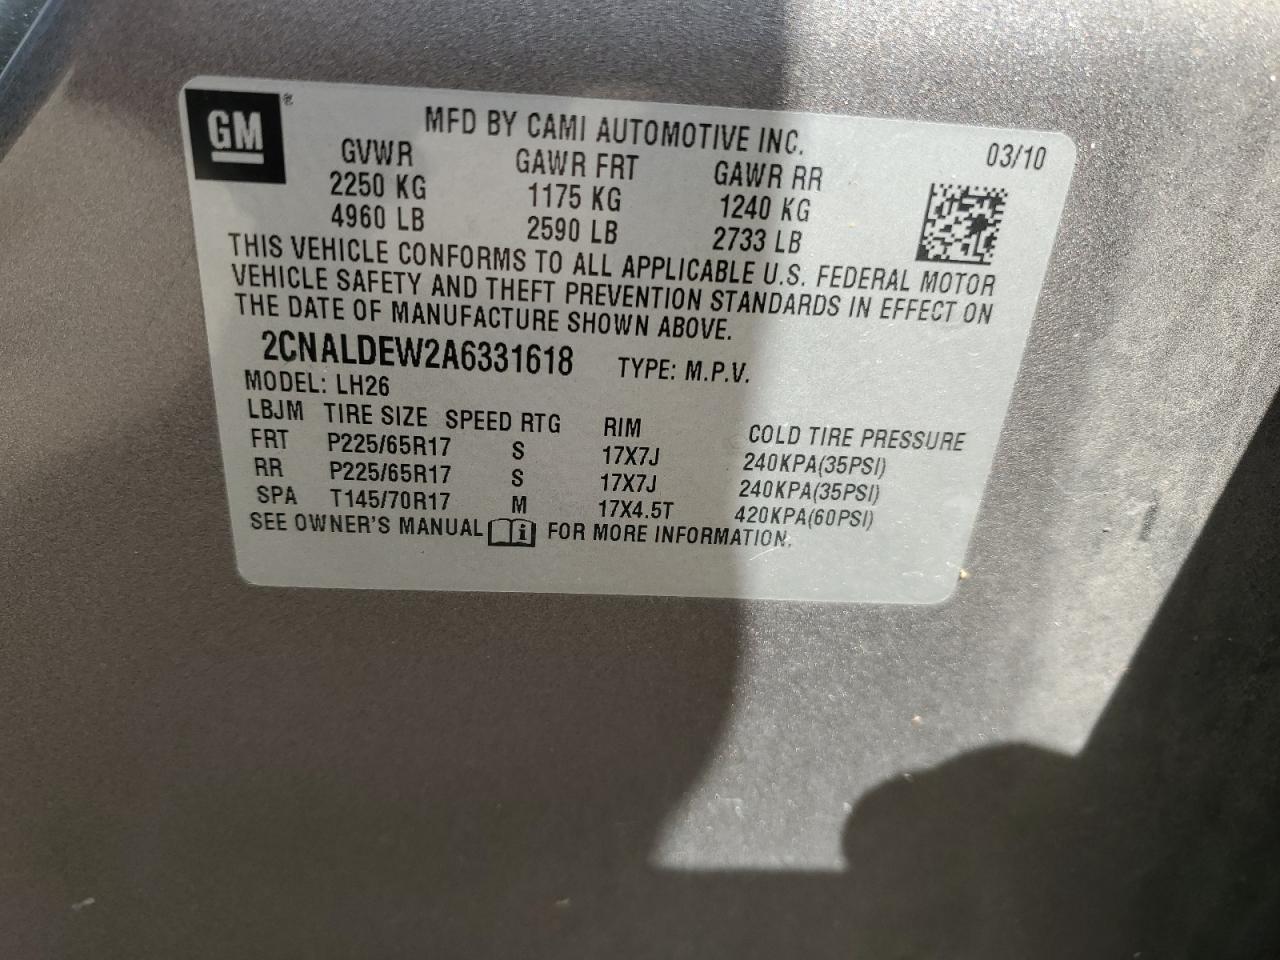 GM®
MFD BY CAMI AUTOMOTIVE INC.
03/10
GVWR GAWR FRT GAWR RR
2250 KG 1175 KG 1240 KG
4960 LB 2590 LB 2733 LB
THIS VEHICLE CONFORMS TO ALL APPLICABLE U.S. FEDERAL MOTOR
VEHICLE SAFETY AND THEFT PREVENTION STANDARDS IN EFFECT ON
THE DATE OF MANUFACTURE SHOWN ABOVE.
2CNALDEW2A6331618 TYPE: M.P.V.
MODEL: LH26
LBJM TIRE SIZE SPEED RTG RIM COLD TIRE PRESSURE
FRT P225/65R17 S 17X7J 240KPA(35PSI)
RR P225/65R17 S 17X7J 240KPA(35PSI)
SPA T145/70R17 M 17X4.5T 420KPA(60PSI)
SEE OWNER'S MANUAL i FOR MORE INFORMATION.